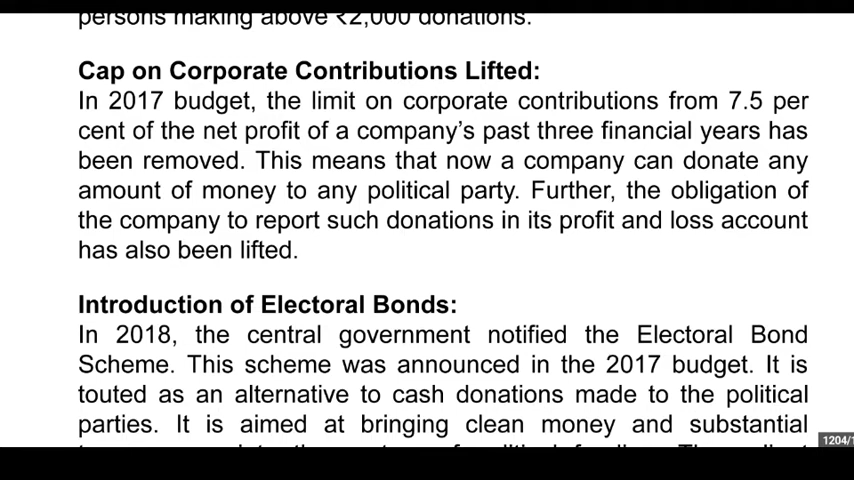 persons making above ₹2,000 donations.
Cap on Corporate Contributions Lifted:
In 2017 budget, the limit on corporate contributions from 7.5 per
cent of the net profit of a company's past three financial years has
been removed. This means that now a company can donate any
amount of money to any political party. Further, the obligation of
the company to report such donations in its profit and loss account
has also been lifted.
Introduction of Electoral Bonds:
In 2018, the central government notified the Electoral Bond
Scheme. This scheme was announced in the 2017 budget. It is
touted as an alternative to cash donations made to the political
parties. It is aimed at bringing clean money and substantial
1204/1